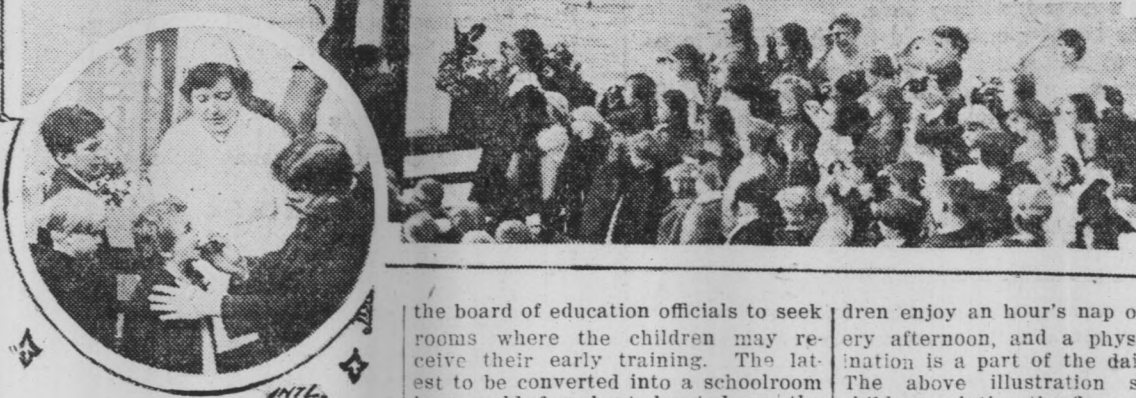 INTL.
the board of education officials to seek
rooms where the children may re-
ceive their early training. The lat-
est to be converted into a schoolroom
dren enjoy an hour's nap
ery afternoon, and a phys
ination is a part of the dai
The above illustration s